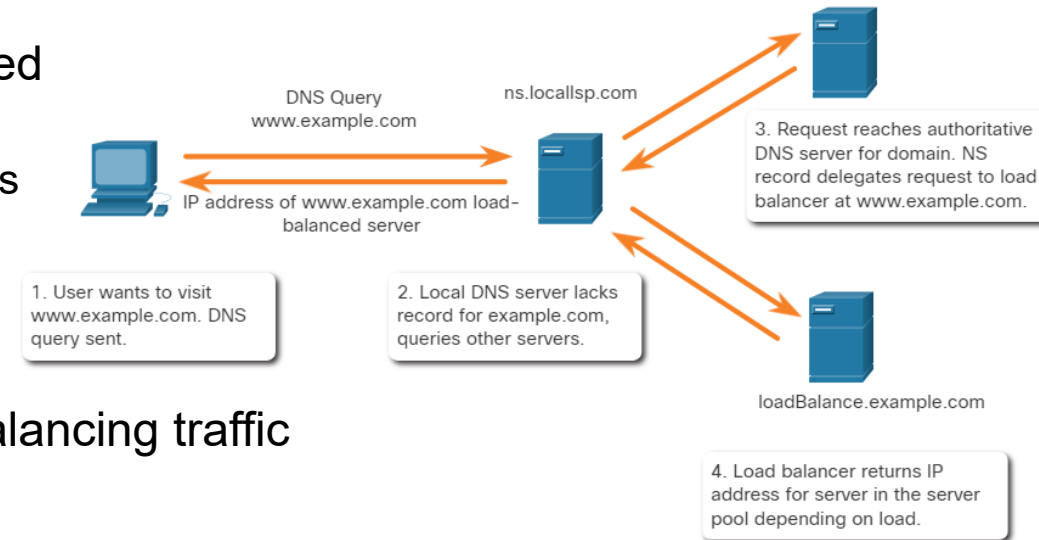 ed
s
alancing traffic
DNS Query
www.example.com
IP address of www.example.com load-
balanced server
ns.locallsp.com
1. User wants to visit
www.example.com. DNS
query sent.
2. Local DNS server lacks
record for example.com,
queries other servers.
3. Request reaches authoritative
DNS server for domain. NS
record delegates request to load
balancer at www.example.com.
loadBalance.example.com
4. Load balancer returns IP
address for server in the server
pool depending on load.